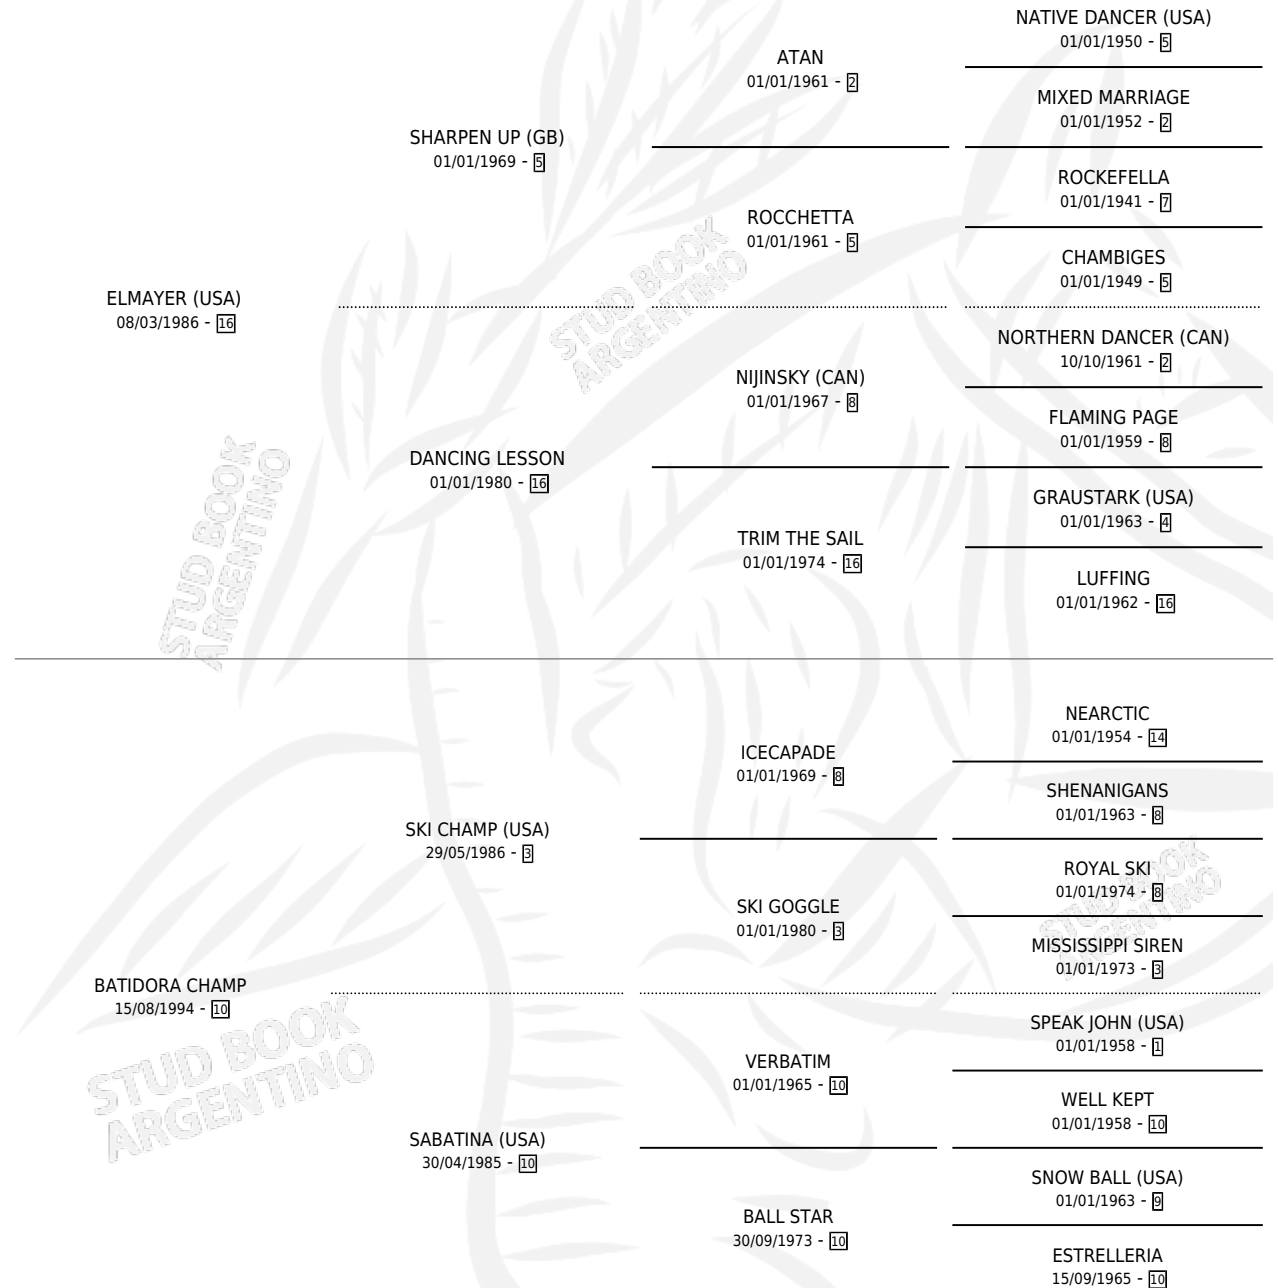 NATIVE DANCER (USA)
01/01/1950 - 5
ATAN
01/01/1961 - 2
MIXED MARRIAGE
01/01/1952 - 2
SHARPEN UP (GB)
01/01/1969 - 5
ROCKEFELLA
01/01/1941 - 7
ROCCHETTA
01/01/1961 - 5
CHAMBIGES
01/01/1949 - 5
STUD BOOK
ARGENTINO
ELMAYER (USA)
08/03/1986 - 16
NORTHERN DANCER (CAN)
10/10/1961 - 2
NIJINSKY (CAN)
01/01/1967 - 8
FLAMING PAGE
01/01/1959 - 8
DANCING LESSON
01/01/1980 - 16
GRAUSTARK (USA)
01/01/1963 - 4
TRIM THE SAIL
01/01/1974 - 16
LUFFING
01/01/1962 - 16
STUD BOOK
ARGENTINO
NEARCTIC
01/01/1954 - 14
ICECAPADE
01/01/1969 - 8
SHENANIGANS
01/01/1963 - 8
SKI CHAMP (USA)
29/05/1986 - 3
ROYAL SKI
01/01/1974 - 8
SKI GOGGLE
01/01/1980 - 3
MISSISSIPPI SIREN
01/01/1973 - 3
STUD BOOK
ARGENTINO
BATIDORA CHAMP
15/08/1994 - 10
SPEAK JOHN (USA)
01/01/1958 - 1
VERBATIM
01/01/1965 - 10
WELL KEPT
01/01/1958 - 10
STUD BOOK
ARGENTINO
SABATINA (USA)
30/04/1985 - 10
SNOW BALL (USA)
01/01/1963 - 9
BALL STAR
30/09/1973 - 10
ESTRELLERIA
15/09/1965 - 10